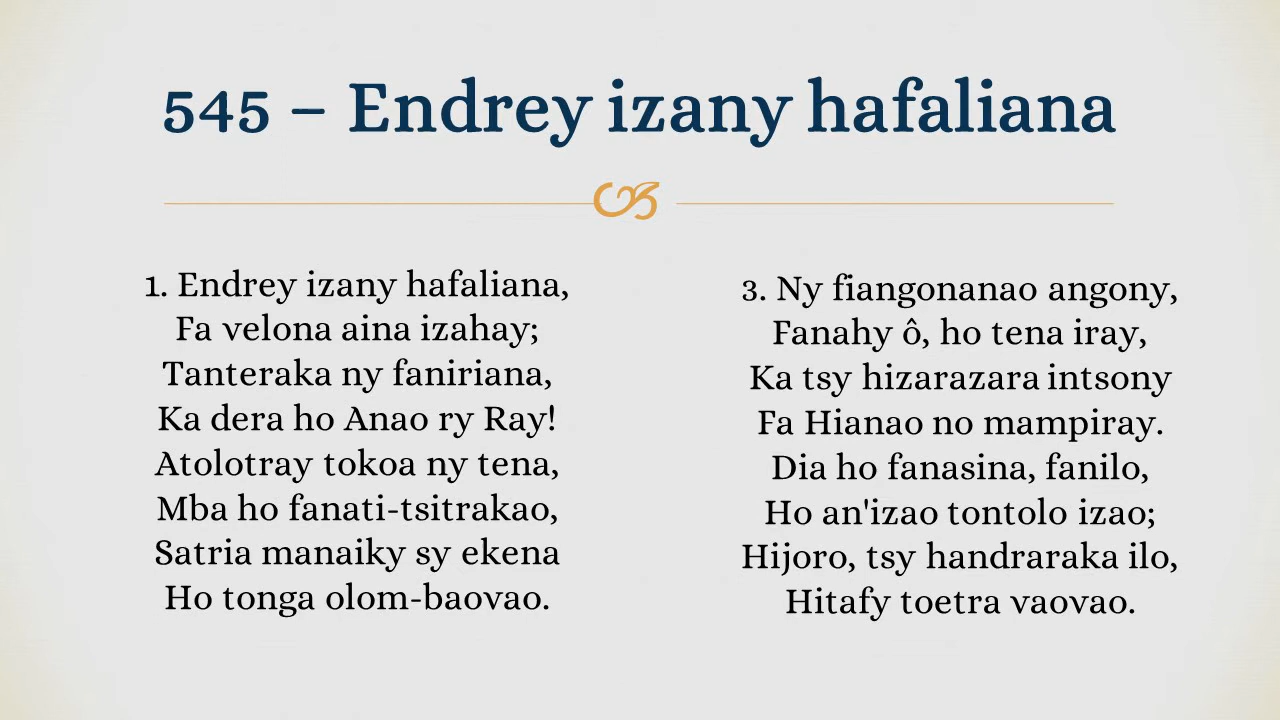 545 – Endrey izany hafaliana
1. Endrey izany hafaliana,
Fa velona aina izahay;
Tanteraka ny faniriana,
Ka dera ho Anao ry Ray!
Atolotray tokoa ny tena,
Mba ho fanati-tsitrakao,
Satria manaiky sy ekena
Ho tonga olom-baovao.
3. Ny fiangonanao angony,
Fanahy ô, ho tena iray,
Ka tsy hizarazara intsony
Fa Hianao no mampiray.
Dia ho fanasina, fanilo,
Ho an'izao tontolo izao;
Hijoro, tsy handraraka ilo,
Hitafy toetra vaovao.